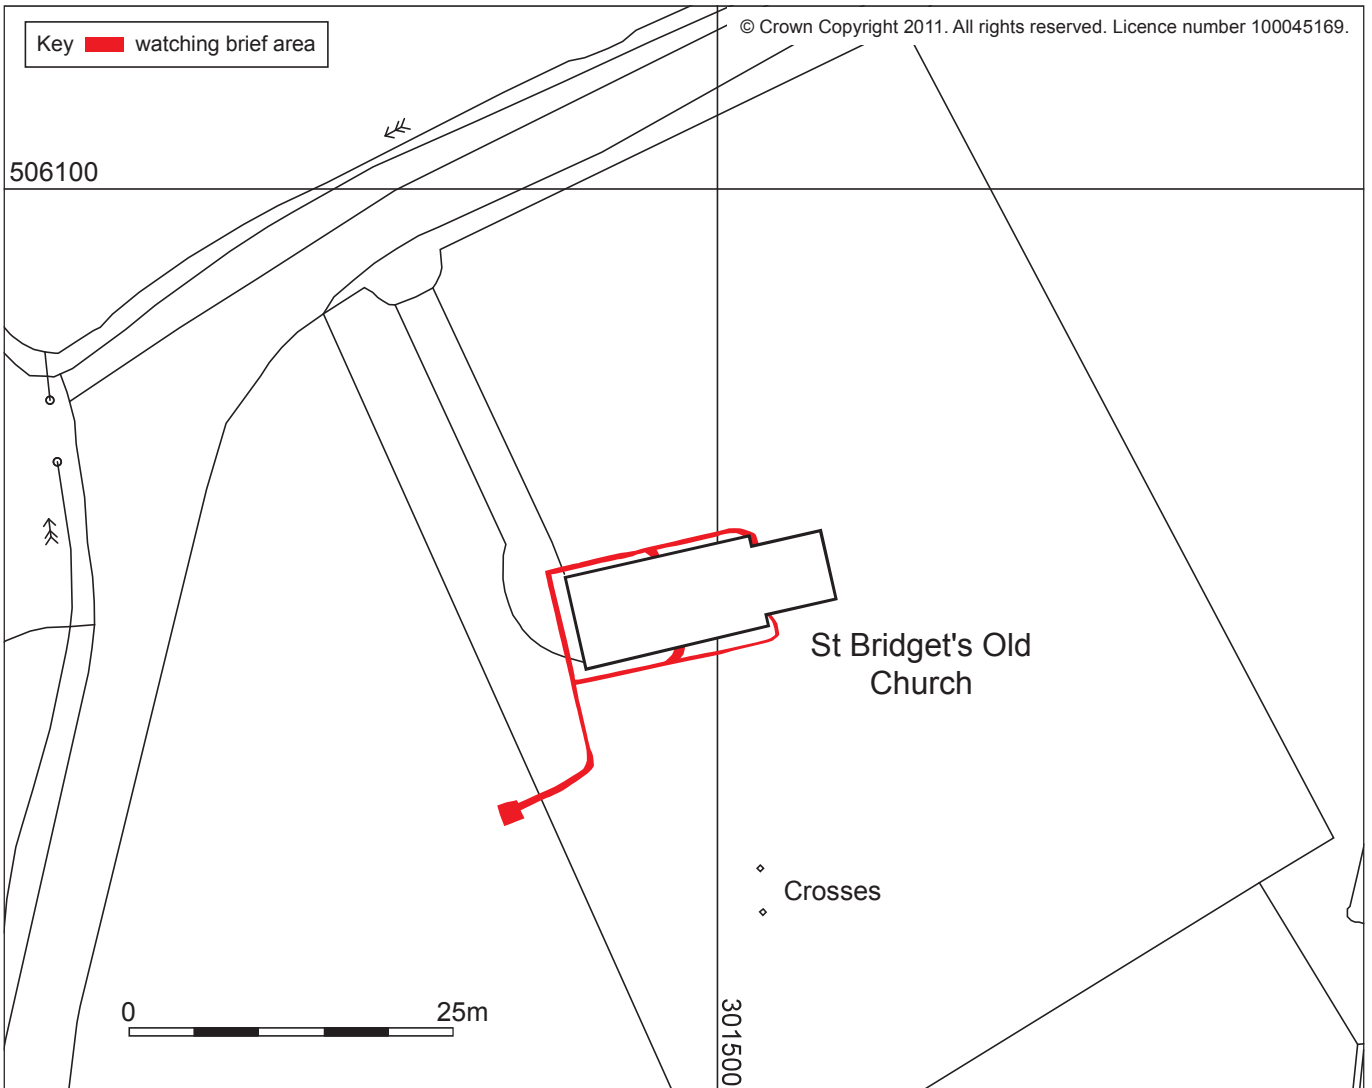 Key watching brief area
© Crown Copyright 2011. All rights reserved. Licence number 100045169.
506100
St Bridget's Old
Church
Crosses
0 25m
301500